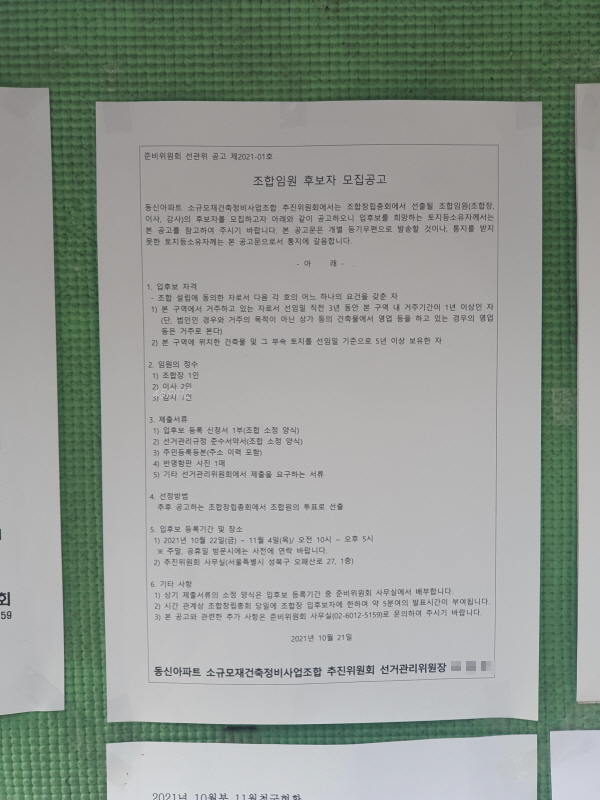 준비위원회 선관위 공고 제2021-01호
조합임원 후보자 모집공고
동신아파트 소규모재건축정비사업조합 추진위원회에서는 조합창립총회에서 선출될 조합임원(조합장,
이사, 감사)의 후보자를 모집하고자 아래와 같이 공고하오니 입후보를 희망하는 토지등소유자께서는
본 공고를 참고하여 주시기 바랍니다. 본 공고문은 개별 등기우편으로 발송할 것이나, 통지를 받지
못한 토지등소유자께는 본 공고문으로서 통지에 갈음합니다.
- 아 래 -
1. 입후보 자격
- 조합 설립에 동의한 자로서 다음 각 호의 어느 하나의 요건을 갖춘 자
1) 본 구역에서 거주하고 있는 자로서 선임일 직전 3년 동안 본 구역 내 거주기간이 1년 이상인 자
(단, 법인인 경우와 거주의 목적이 아닌 상가 등의 건축물에서 영업 등을 하고 있는 경우의 영업
등은 거주로 본다)
2) 본 구역에 위치한 건축물 및 그 부속 토지를 선임일 기준으로 5년 이상 보유한 자
2. 임원의 정수
1) 조합장 1인
2) 이사 2인
3) 감사 1인
3. 제출서류
1) 입후보 등록 신청서 1부(조합 소정 양식)
2) 선거관리규정 준수서약서(조합 소정 양식)
3) 주민등록등본(주소 이력 포함)
4) 반명함판 사진 1매
5) 기타 선거관리위원회에서 제출을 요구하는 서류
4. 선정방법
추후 공고하는 조합창립총회에서 조합원의 투표로 선출
5. 입후보 등록기간 및 장소
1) 2021년 10월 22일(금) ~ 11월 4일(목)/ 오전 10시 ~ 오후 5시
※ 주말, 공휴일 방문시에는 사전에 연락 바랍니다.
2) 추진위원회 사무실(서울특별시 성북구 오패산로 27, 1층)
6. 기타 사항
1) 상기 제출서류의 소정 양식은 입후보 등록기간 중 준비위원회 사무실에서 배부합니다.
2) 시간 관계상 조합창립총회 당일에 조합장 입후보자에 한하여 약 5분여의 발표시간이 부여됩니다.
3) 본 공고와 관련한 추가 사항은 준비위원회 사무실(02-6012-5159)로 문의하여 주시기 바랍니다.
2021년 10월 21일
동신아파트 소규모재건축정비사업조합 추진위원회 선거관리위원장
회
59
2021년 10월분 11월청구현황